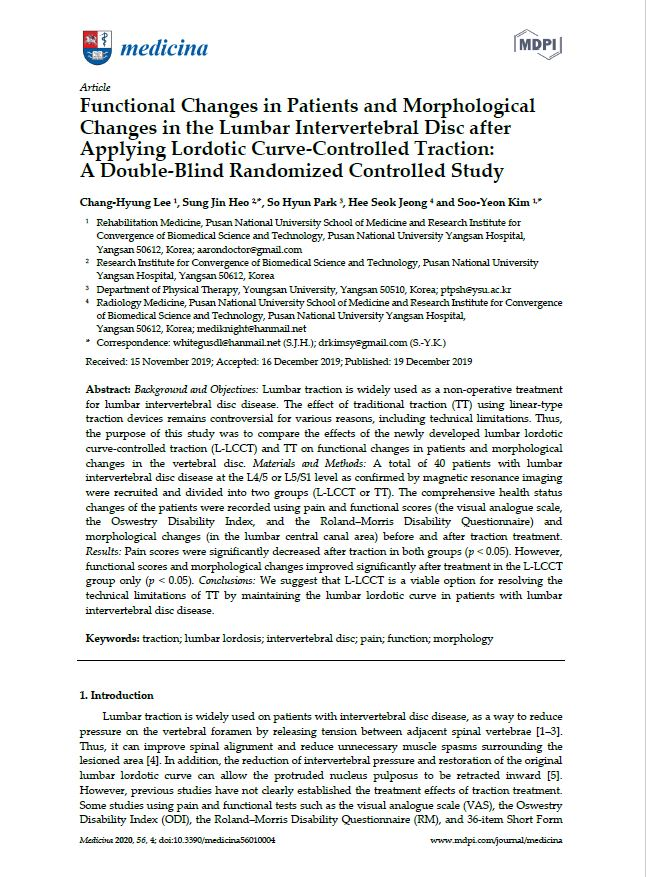 medicina
MDPI
Article
Functional Changes in Patients and Morphological
Changes in the Lumbar Intervertebral Disc after
Applying Lordotic Curve-Controlled Traction:
A Double-Blind Randomized Controlled Study
Chang-Hyung Lee 1, Sung Jin Heo 2,*, So Hyun Park 3, Hee Seok Jeong 4 and Soo-Yeon Kim 1,*
1 Rehabilitation Medicine, Pusan National University School of Medicine and Research Institute for
Convergence of Biomedical Science and Technology, Pusan National University Yangsan Hospital,
Yangsan 50612, Korea; aarondoctor@gmail.com
2 Research Institute for Convergence of Biomedical Science and Technology, Pusan National University
Yangsan Hospital, Yangsan 50612, Korea
3 Department of Physical Therapy, Youngsan University, Yangsan 50510, Korea; ptpsh@ysu.ac.kr
4 Radiology Medicine, Pusan National University School of Medicine and Research Institute for Convergence
of Biomedical Science and Technology, Pusan National University Yangsan Hospital,
Yangsan 50612, Korea; mediknight@hanmail.net
* Correspondence: whitegusdl@hanmail.net (S.J.H.); drkimsy@gmail.com (S.-Y.K.)
Received: 15 November 2019; Accepted: 16 December 2019; Published: 19 December 2019
Abstract: Background and Objectives: Lumbar traction is widely used as a non-operative treatment
for lumbar intervertebral disc disease. The effect of traditional traction (TT) using linear-type
traction devices remains controversial for various reasons, including technical limitations. Thus,
the purpose of this study was to compare the effects of the newly developed lumbar lordotic
curve-controlled traction (L-LCCT) and TT on functional changes in patients and morphological
changes in the vertebral disc. Materials and Methods: A total of 40 patients with lumbar
intervertebral disc disease at the L4/5 or L5/S1 level as confirmed by magnetic resonance imaging
were recruited and divided into two groups (L-LCCT or TT). The comprehensive health status
changes of the patients were recorded using pain and functional scores (the visual analogue scale,
the Oswestry Disability Index, and the Roland–Morris Disability Questionnaire) and
morphological changes (in the lumbar central canal area) before and after traction treatment.
Results: Pain scores were significantly decreased after traction in both groups (p < 0.05). However,
functional scores and morphological changes improved significantly after treatment in the L-LCCT
group only (p < 0.05). Conclusions: We suggest that L-LCCT is a viable option for resolving the
technical limitations of TT by maintaining the lumbar lordotic curve in patients with lumbar
intervertebral disc disease.
Keywords: traction; lumbar lordosis; intervertebral disc; pain; function; morphology
1. Introduction
Lumbar traction is widely used on patients with intervertebral disc disease, as a way to reduce
pressure on the vertebral foramen by releasing tension between adjacent spinal vertebrae [1–3].
Thus, it can improve spinal alignment and reduce unnecessary muscle spasms surrounding the
lesioned area [4]. In addition, the reduction of intervertebral pressure and restoration of the original
lumbar lordotic curve can allow the protruded nucleus pulposus to be retracted inward [5].
However, previous studies have not clearly established the treatment effects of traction treatment.
Some studies using pain and functional tests such as the visual analogue scale (VAS), the Oswestry
Disability Index (ODI), the Roland–Morris Disability Questionnaire (RM), and 36-item Short Form
Medicina 2020, 56, 4; doi:10.3390/medicina56010004
www.mdpi.com/journal/medicina